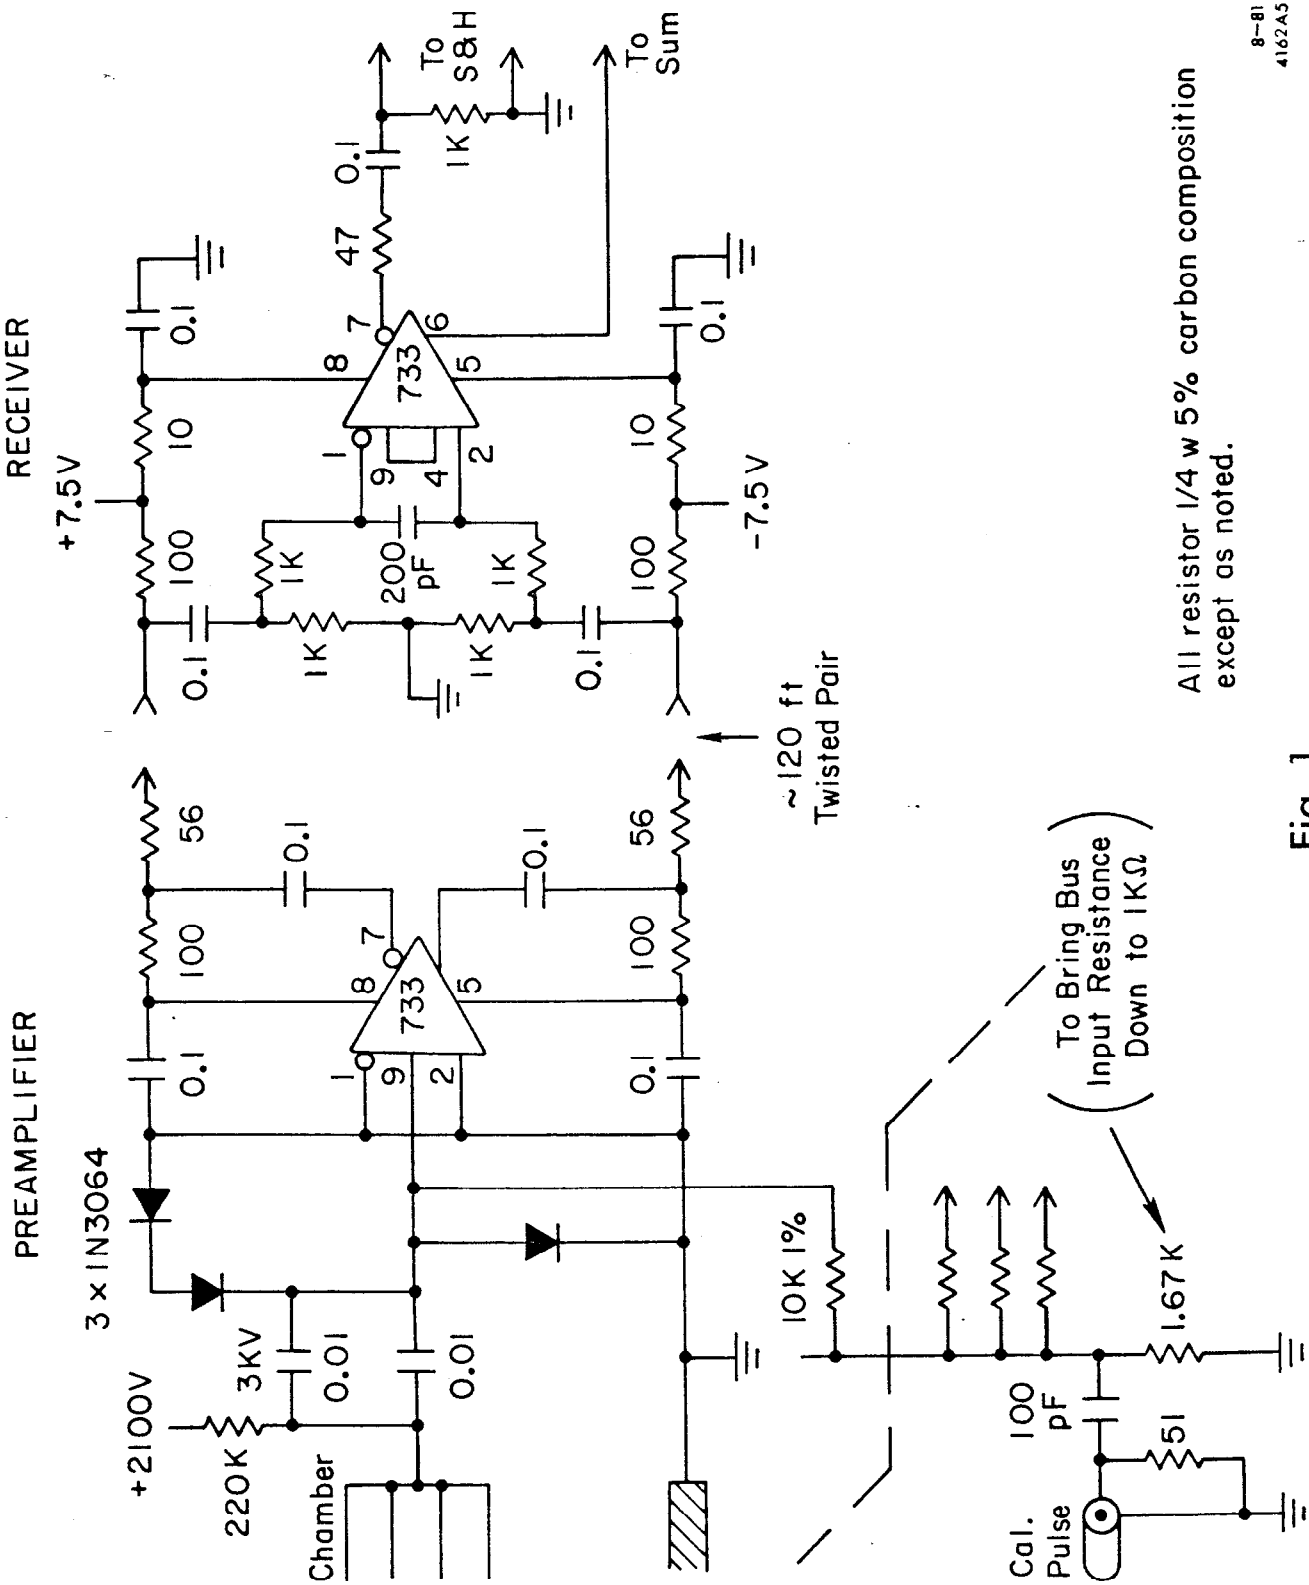 PREAMPLIFIER
RECEIVER
3 x 1N3064
+2100V
220K
3KV
0.01
0.01
Chamber
0.1
100
56
0.1
1
9
2
8
7
5
733
0.1
0.1
100
56
+7.5V
100
10
0.1
0.1
1K
1K
200
pF
1K
1K
0.1
1
9
4
2
8
7
6
5
733
47
0.1
1K
To
S&H
To
Sum
100
10
0.1
-7.5V
~120 ft
Twisted Pair
10K 1%
Cal.
Pulse
100
pF
51
1.67K
To Bring Bus
Input Resistance
Down to 1KΩ
All resistor 1/4 w 5% carbon composition
except as noted.
8-81
4162A5
Fig. 1